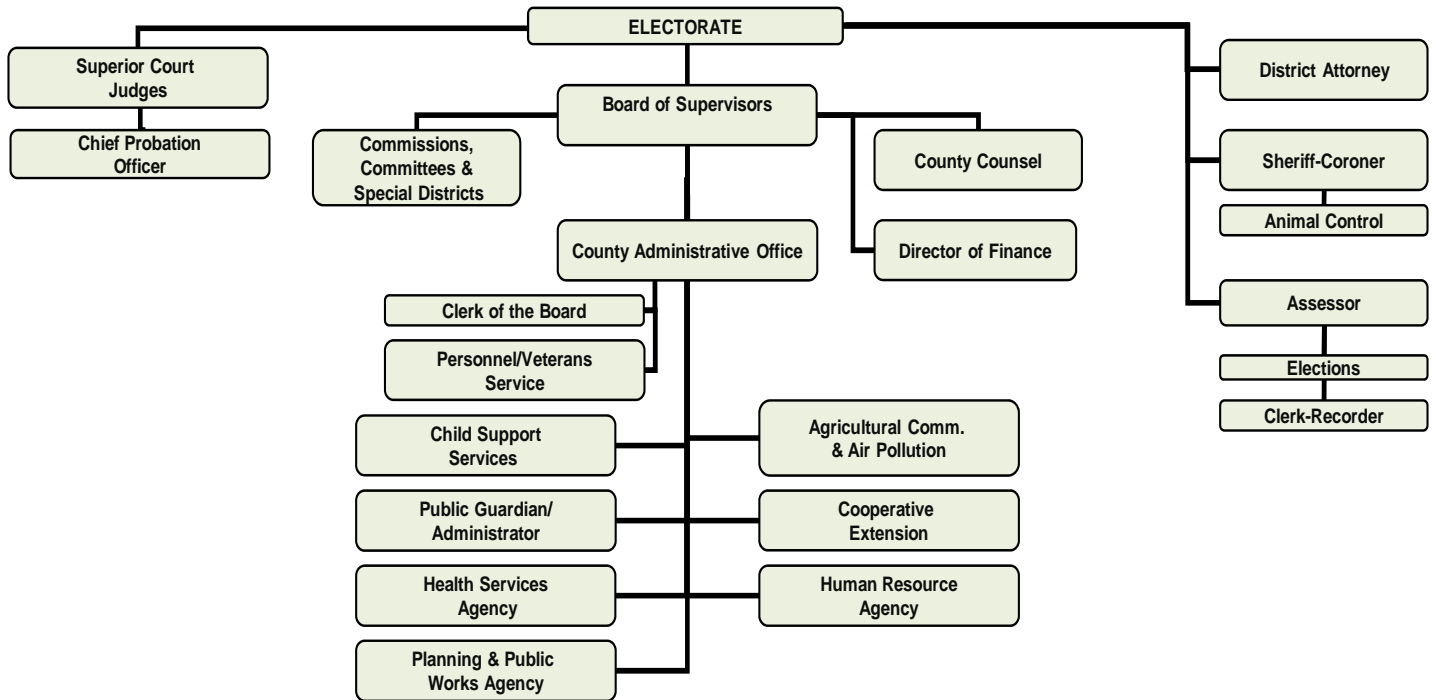 ELECTORATE
Superior Court
Judges
Chief Probation
Officer
Board of Supervisors
Commissions,
Committees &
Special Districts
County Counsel
Director of Finance
County Administrative Office
Clerk of the Board
Personnel/Veterans
Service
Child Support
Services
Agricultural Comm.
& Air Pollution
Public Guardian/
Administrator
Cooperative
Extension
Health Services
Agency
Human Resource
Agency
Planning & Public
Works Agency
District Attorney
Sheriff-Coroner
Animal Control
Assessor
Elections
Clerk-Recorder